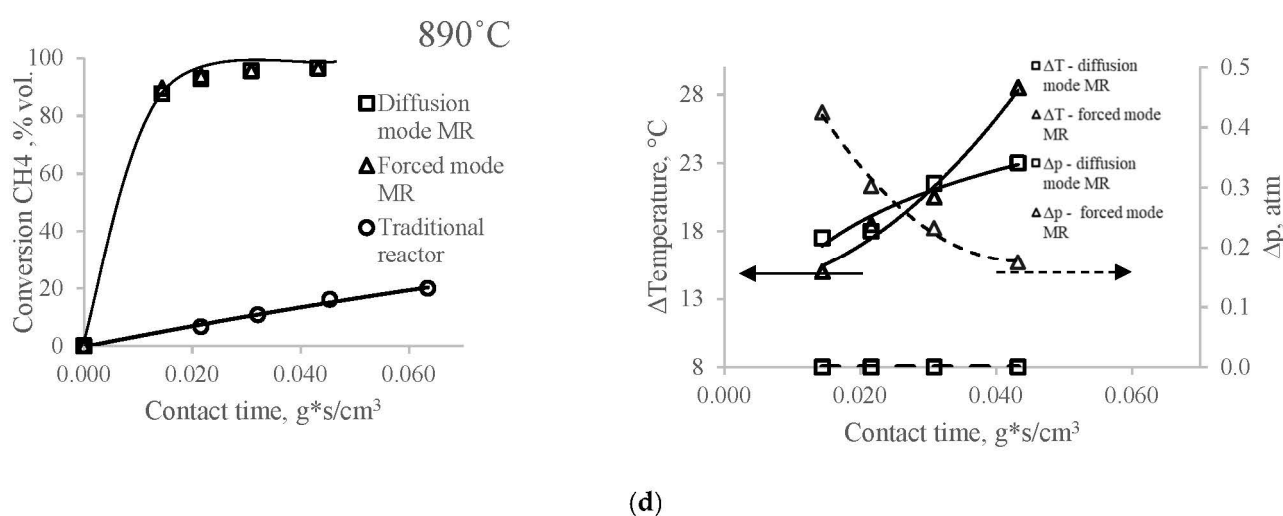 890°C
Conversion CH4 ,% vol.
100
80
60
40
20
0
0.000
0.020
0.040
0.060
Contact time, g*s/cm³
Diffusion
mode MR
Forced mode
MR
Traditional
reactor
ΔTemperature, °C
28
23
18
13
8
0.000
0.020
0.040
0.060
Contact time, g*s/cm³
ΔT - diffusion
mode MR
ΔT - forced mode
MR
Δp - diffusion
mode MR
Δp - forced mode
MR
0.5
0.4
0.3
0.2
0.1
0.0
Δp, atm
(d)